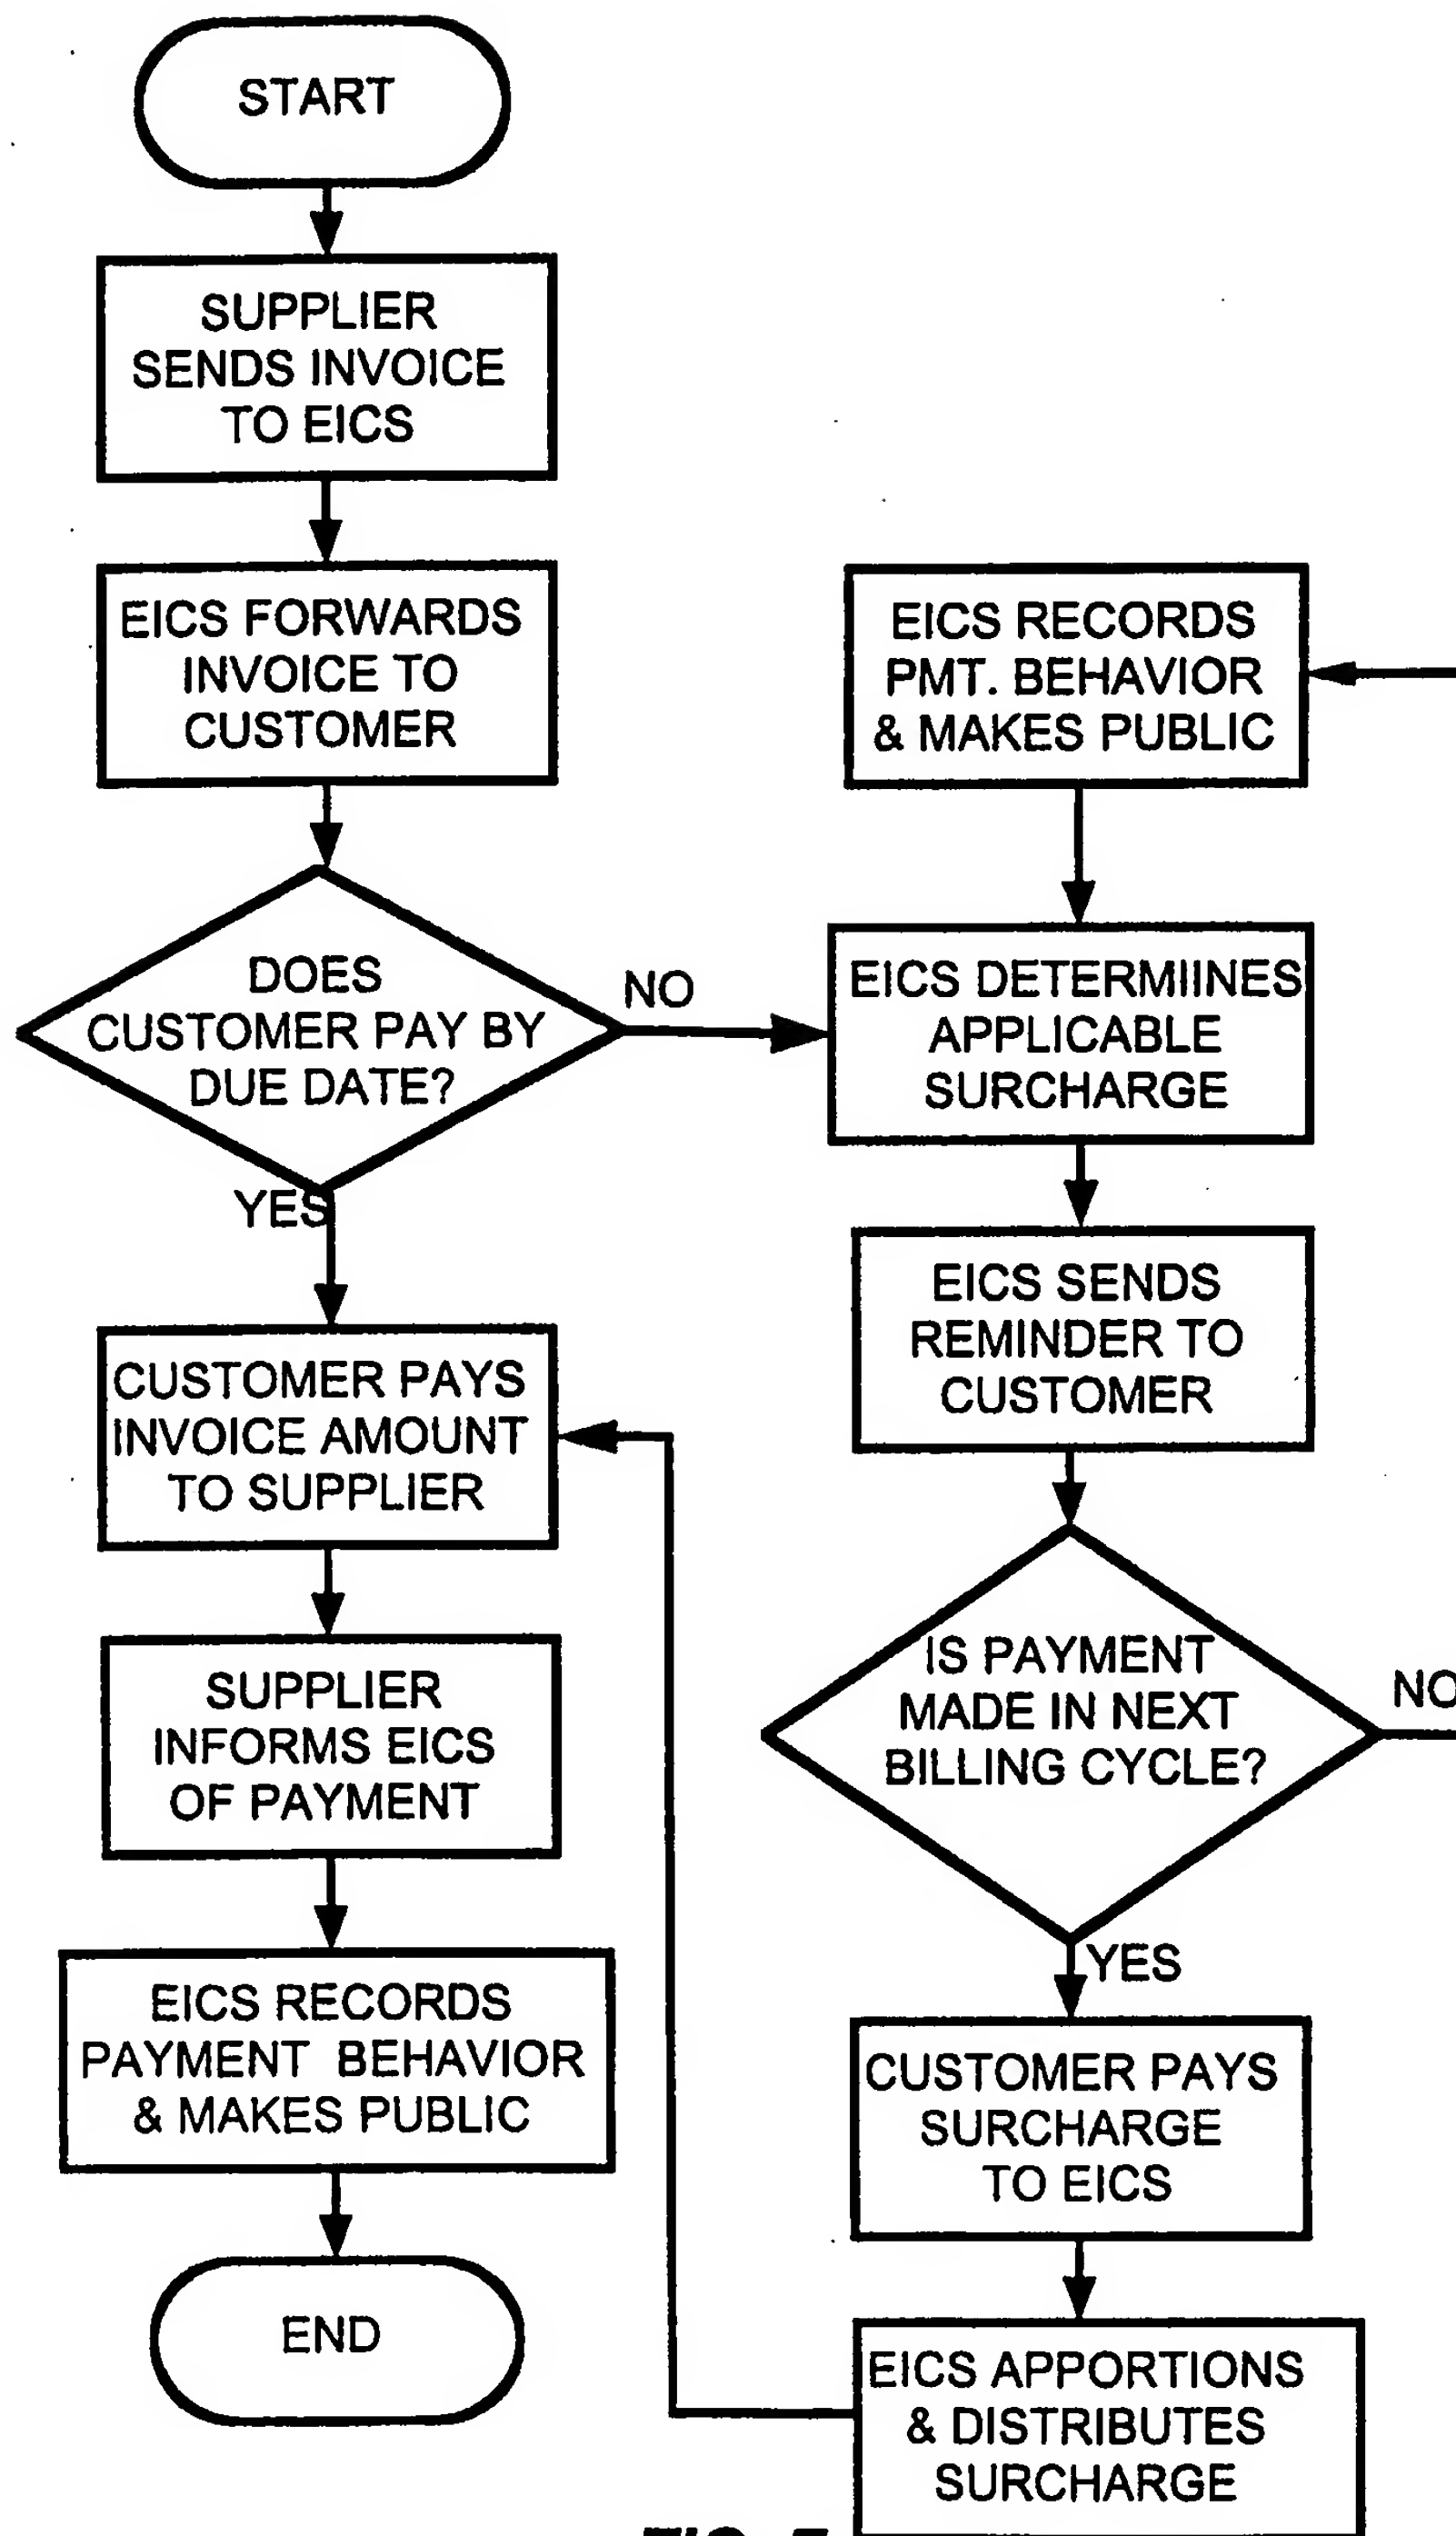 START
SUPPLIER
SENDS INVOICE
TO EICS
EICS FORWARDS
INVOICE TO
CUSTOMER
DOES
CUSTOMER PAY BY
DUE DATE?
NO
YES
CUSTOMER PAYS
INVOICE AMOUNT
TO SUPPLIER
SUPPLIER
INFORMS EICS
OF PAYMENT
EICS RECORDS
PAYMENT BEHAVIOR
& MAKES PUBLIC
END
EICS RECORDS
PMT. BEHAVIOR
& MAKES PUBLIC
EICS DETERMIINES
APPLICABLE
SURCHARGE
EICS SENDS
REMINDER TO
CUSTOMER
IS PAYMENT
MADE IN NEXT
BILLING CYCLE?
NO
YES
CUSTOMER PAYS
SURCHARGE
TO EICS
EICS APPORTIONS
& DISTRIBUTES
SURCHARGE